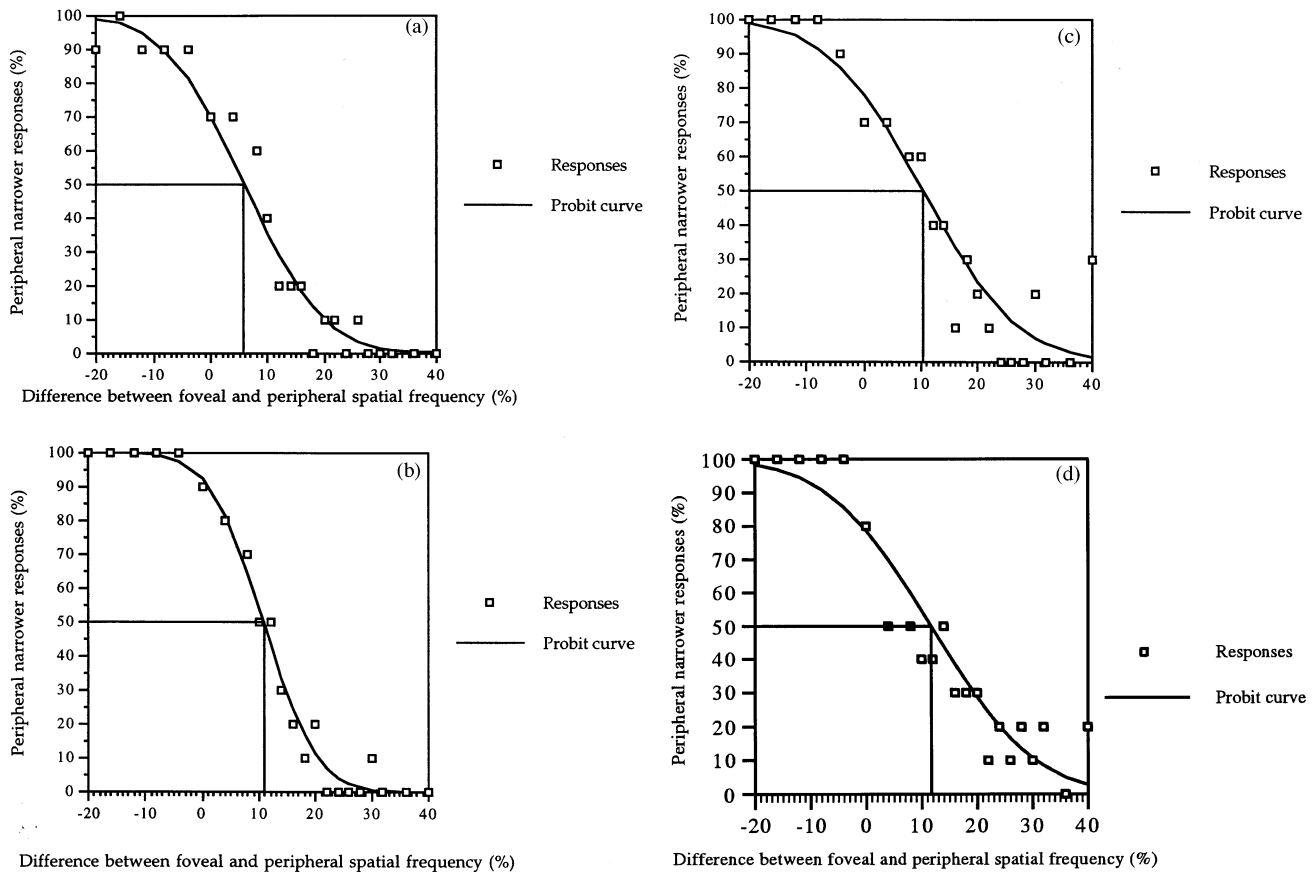 (a)
Peripheral narrower responses (%)
100
90
80
70
60
50
40
30
20
10
0
-20 -10 0 10 20 30 40
Difference between foveal and peripheral spatial frequency (%)
Responses
Probit curve
(c)
Peripheral narrower responses (%)
100
90
80
70
60
50
40
30
20
10
0
-20 -10 0 10 20 30 40
Responses
Probit curve
(b)
Peripheral narrower responses (%)
100
90
80
70
60
50
40
30
20
10
0
-20 -10 0 10 20 30 40
Difference between foveal and peripheral spatial frequency (%)
Responses
Probit curve
(d)
Peripheral narrower responses (%)
100
90
80
70
60
50
40
30
20
10
0
-20 -10 0 10 20 30 40
Difference between foveal and peripheral spatial frequency (%)
Responses
Probit curve